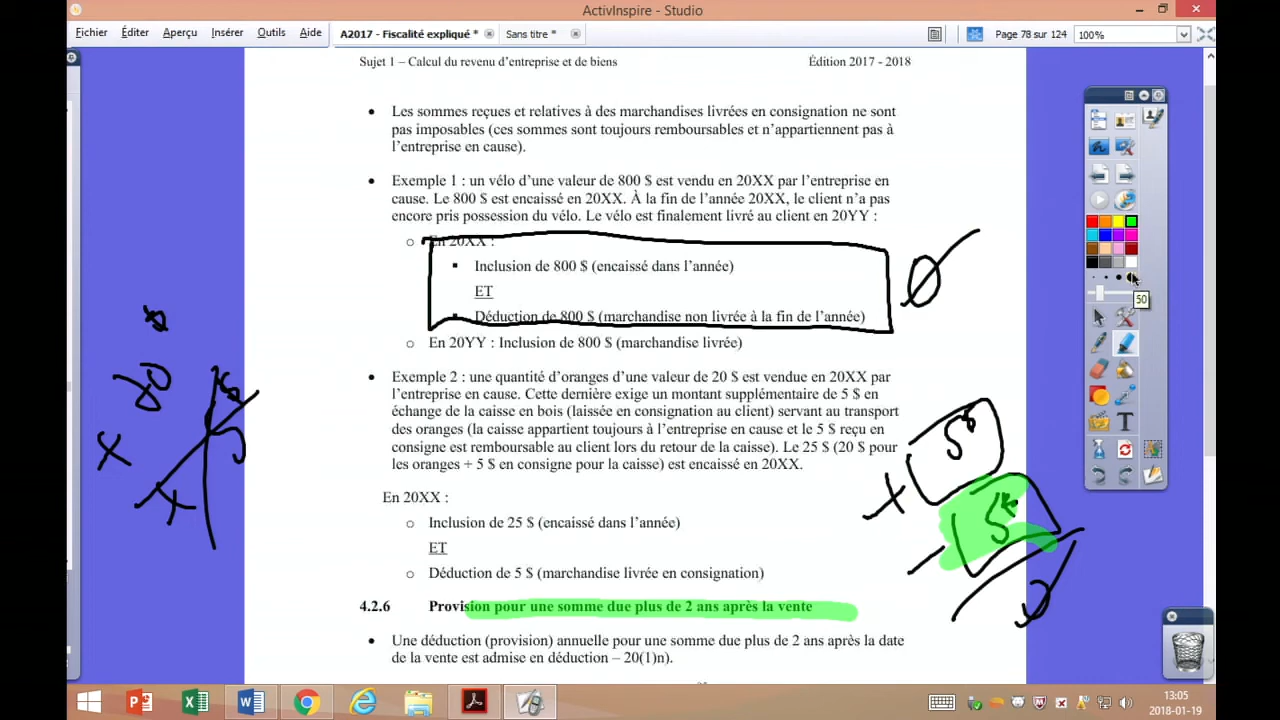 ActivInspire - Studio
Fichier Éditer Aperçu Insérer Outils Aide A2017 - Fiscalité expliqué * Sans titre * Page 78 sur 124 100%
Sujet 1 – Calcul du revenu d'entreprise et de biens Édition 2017 - 2018
• Les sommes reçues et relatives à des marchandises livrées en consignation ne sont
pas imposables (ces sommes sont toujours remboursables et n'appartiennent pas à
l'entreprise en cause).
• Exemple 1 : un vélo d'une valeur de 800 $ est vendu en 20XX par l'entreprise en
cause. Le 800 $ est encaissé en 20XX. À la fin de l'année 20XX, le client n'a pas
encore pris possession du vélo. Le vélo est finalement livré au client en 20YY :
o En 20XX :
▪ Inclusion de 800 $ (encaissé dans l'année)
ET
▪ Déduction de 800 $ (marchandise non livrée à la fin de l'année)
o En 20YY : Inclusion de 800 $ (marchandise livrée)
• Exemple 2 : une quantité d'oranges d'une valeur de 20 $ est vendue en 20XX par
l'entreprise en cause. Cette dernière exige un montant supplémentaire de 5 $ en
échange de la caisse en bois (laissée en consignation au client) servant au transport
des oranges (la caisse appartient toujours à l'entreprise en cause et le 5 $ reçu en
consigne est remboursable au client lors du retour de la caisse). Le 25 $ (20 $ pour
les oranges + 5 $ en consigne pour la caisse) est encaissé en 20XX.
En 20XX :
o Inclusion de 25 $ (encaissé dans l'année)
ET
o Déduction de 5 $ (marchandise livrée en consignation)
4.2.6 Provision pour une somme due plus de 2 ans après la vente
• Une déduction (provision) annuelle pour une somme due plus de 2 ans après la date
de la vente est admise en déduction – 20(1)n).
0
+ 5 $
- 5 $
0
20 $
50
13:05
2018-01-19